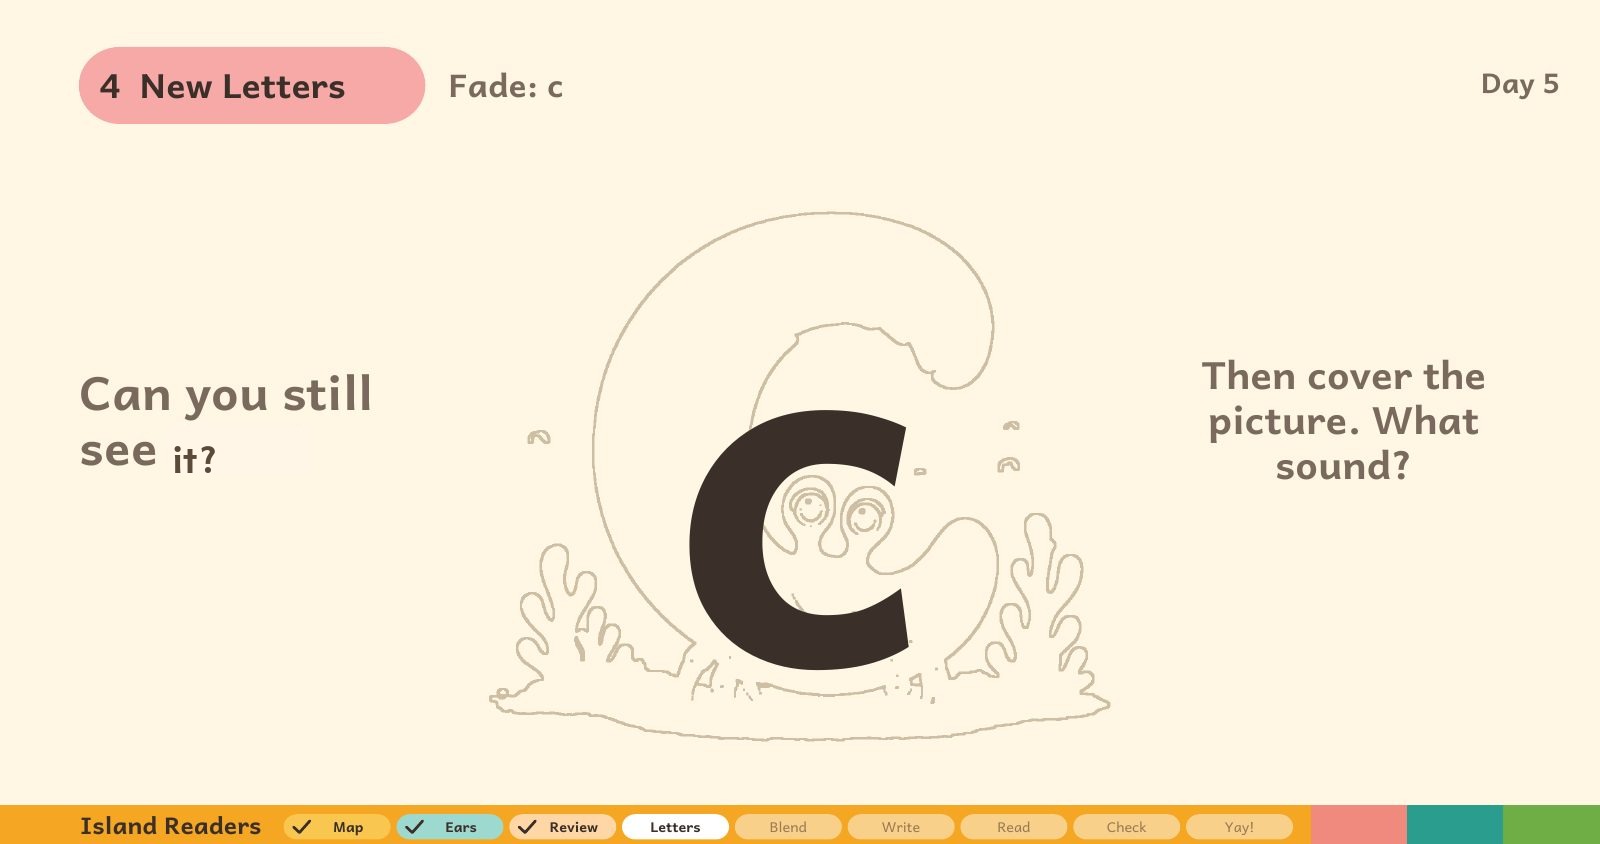 4 New Letters
Fade: c
Day 5
Can you still
see it?
c
Then cover the
picture. What
sound?
Island Readers
Map
Ears
Review
Letters
Blend
Write
Read
Check
Yay!